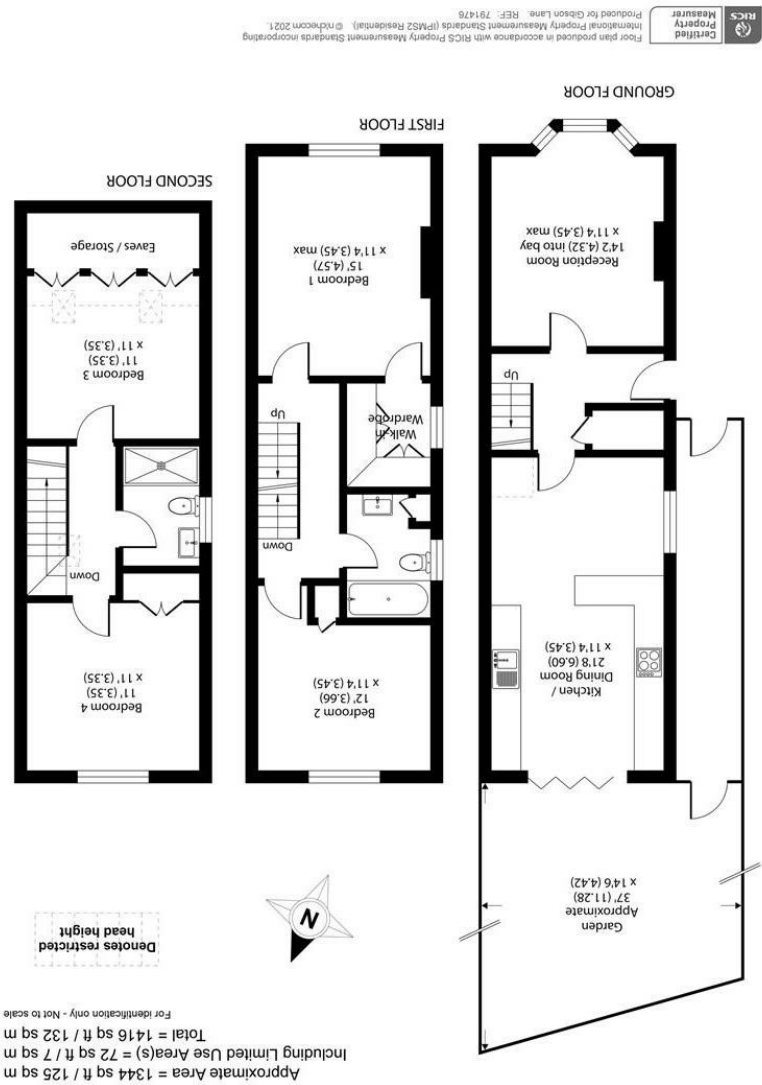 Approximate Area = 1344 sq ft / 125 sq m
Including Limited Use Area(s) = 72 sq ft / 7 sq m
Total = 1416 sq ft / 132 sq m
For identification only - Not to scale
Denotes restricted
head height
N
Garden
Approximate
37' (11.28)
x 14'6 (4.42)
Kitchen /
Dining Room
21'8 (6.60)
x 11'4 (3.45)
Up
Reception Room
14'2 (4.32) into bay
x 11'4 (3.45) max
GROUND FLOOR
Bedroom 2
12' (3.66)
x 11'4 (3.45)
Down
Up
Walk-in
Wardrobe
Bedroom 1
15' (4.57)
x 11'4 (3.45) max
FIRST FLOOR
Bedroom 4
11' (3.35)
x 11' (3.35)
Down
Bedroom 3
11' (3.35)
x 11' (3.35)
Eaves / Storage
SECOND FLOOR
RICS
Certified
Property
Measurer
Floor plan produced in accordance with RICS Property Measurement Standards incorporating
International Property Measurement Standards (IPMS2 Residential). © nichecom 2021.
Produced for Gibson Lane. REF: 791476